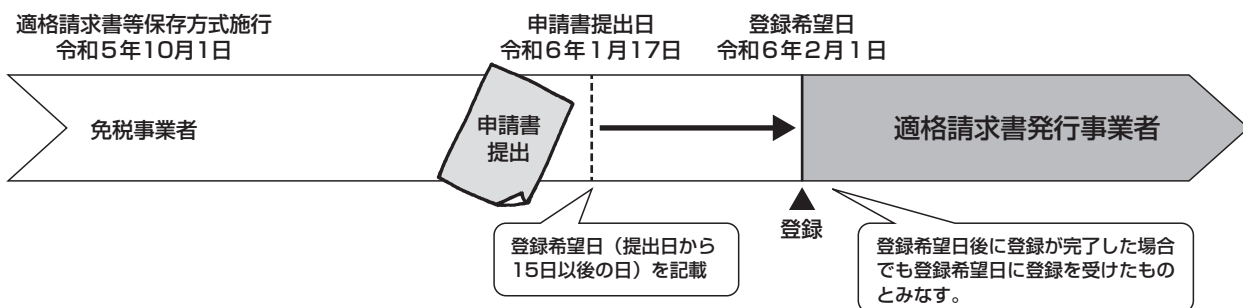 適格請求書等保存方式施行
令和5年10月1日
申請書提出日
令和6年1月17日
登録希望日
令和6年2月1日
免税事業者
申請書
提出
適格請求書発行事業者
登録
登録希望日（提出日から
15日以後の日）を記載
登録希望日後に登録が完了した場合
でも登録希望日に登録を受けたもの
とみなす。